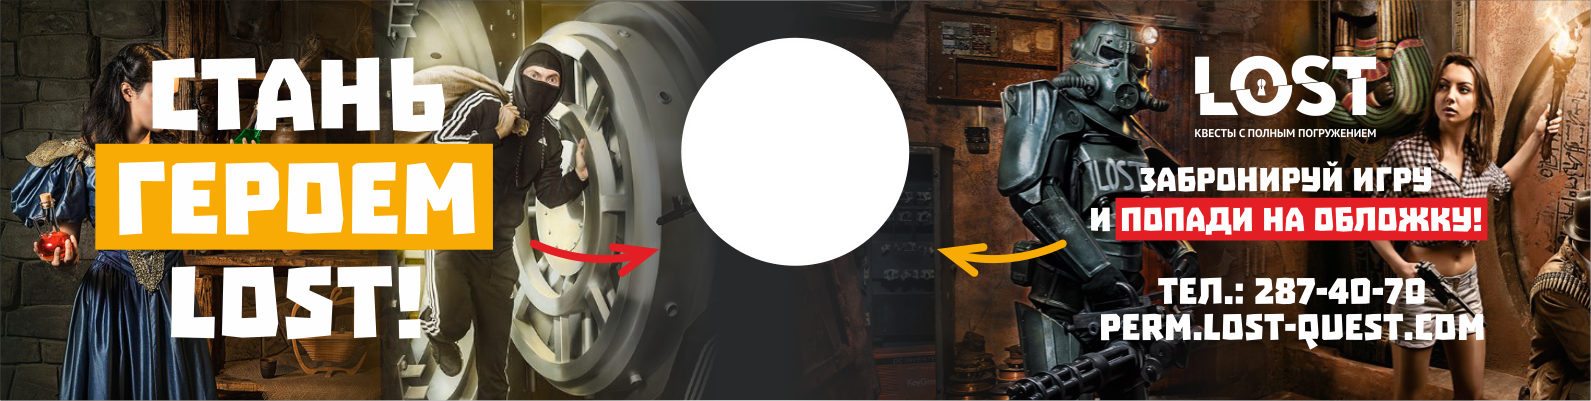 СТАНЬ
ГЕРОЕМ
LOST!
LOST
LOST
КВЕСТЫ С ПОЛНЫМ ПОГРУЖЕНИЕМ
ЗАБРОНИРУЙ ИГРУ
И ПОПАДИ НА ОБЛОЖКУ!
ТЕЛ.: 287-40-70
PERM.LOST-QUEST.COM